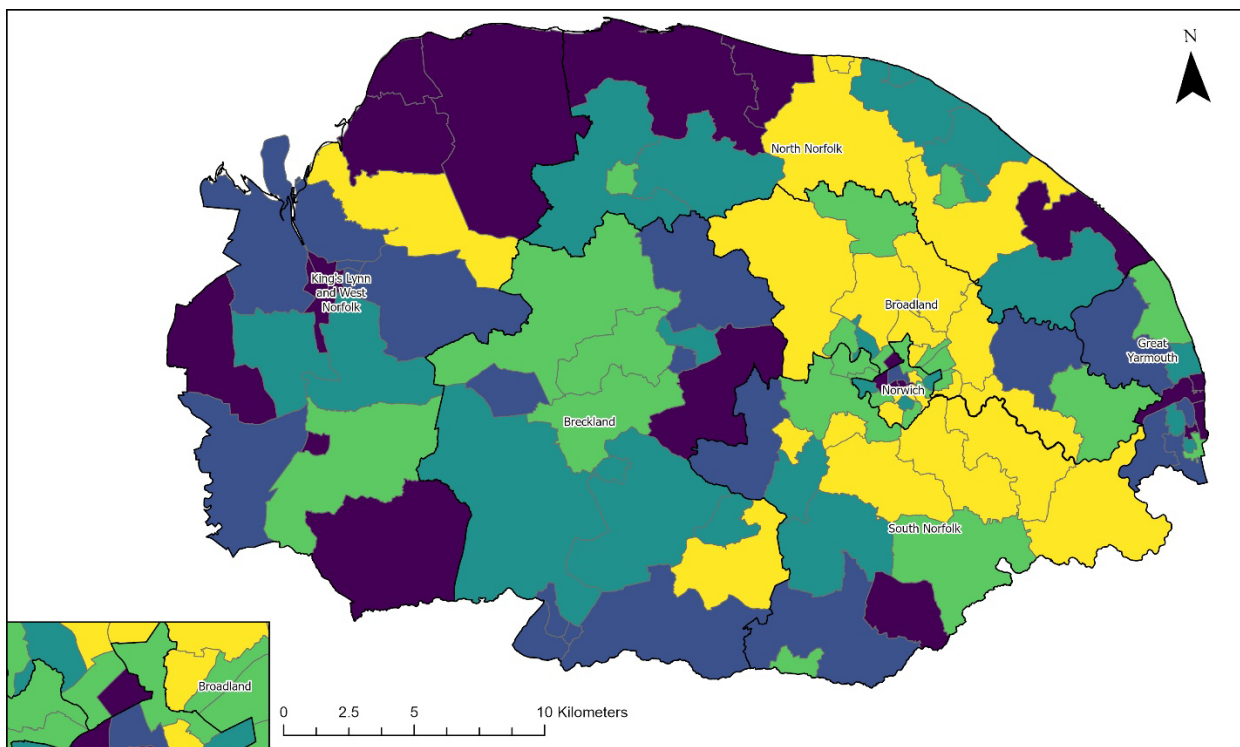 N
North Norfolk
King's Lynn
and West
Norfolk
Broadland
Great
Yarmouth
Norwich
Breckland
South Norfolk
Broadland
0 2.5 5 10 Kilometers